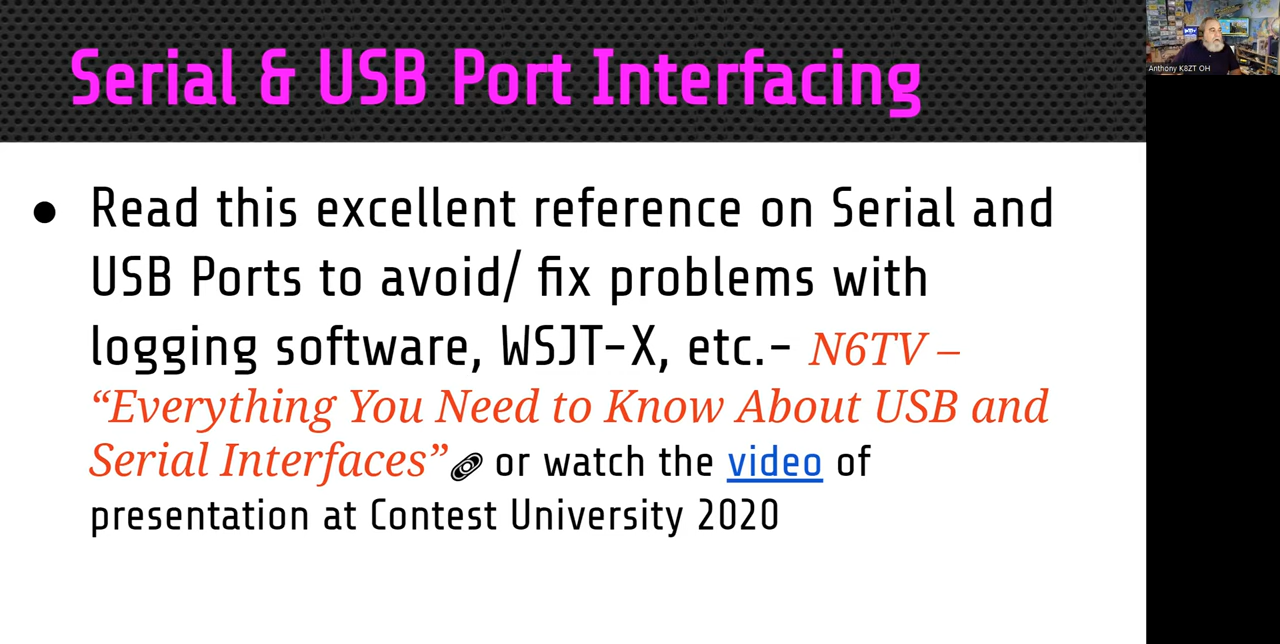 Serial & USB Port Interfacing
Anthony K8ZT OH
● Read this excellent reference on Serial and
USB Ports to avoid/ fix problems with
logging software, WSJT-X, etc.- N6TV –
“Everything You Need to Know About USB and
Serial Interfaces” or watch the video of
presentation at Contest University 2020